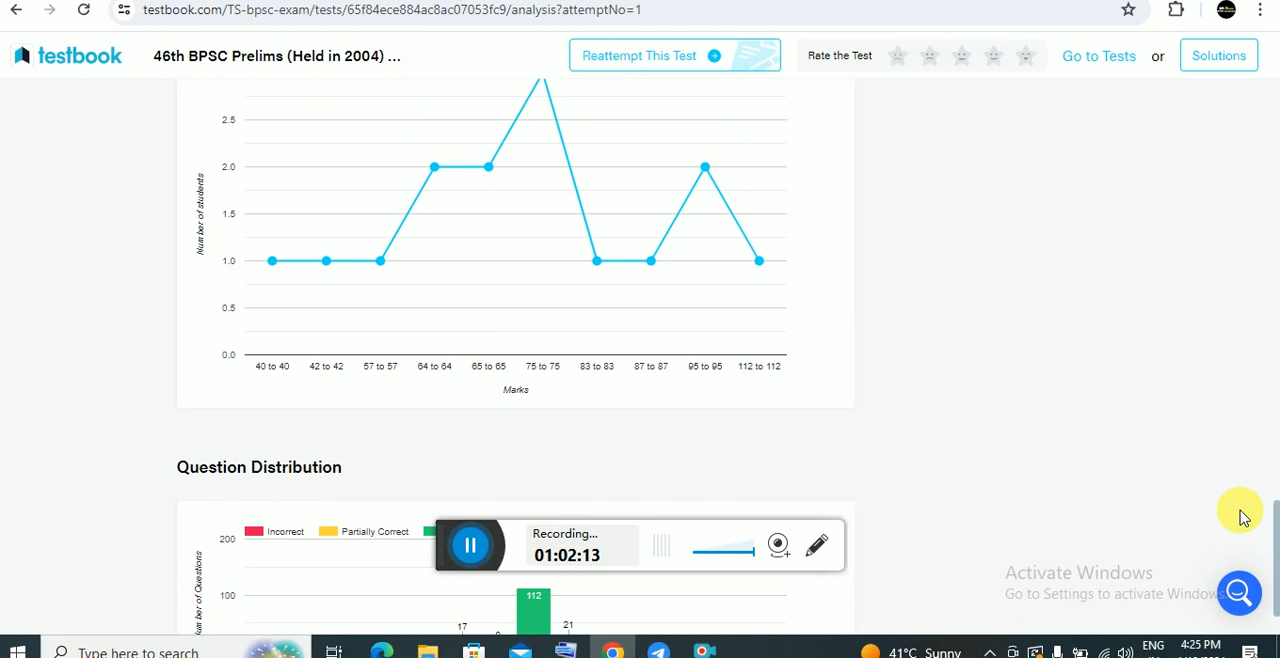 testbook.com/TS-bpsc-exam/tests/65f84ece884ac8ac07053fc9/analysis?attemptNo=1
testbook
46th BPSC Prelims (Held in 2004) ...
Reattempt This Test
Rate the Test
Go to Tests or Solutions
2.5
2.0
1.5
1.0
0.5
0.0
Number of students
40 to 40 42 to 42 57 to 57 64 to 64 65 to 65 75 to 75 83 to 83 87 to 87 95 to 95 112 to 112
Marks
Question Distribution
Incorrect Partially Correct
200
100
of Questions
17
112
21
Recording...
01:02:13
Activate Windows
Go to Settings to activate Windows
Type here to search
41°C Sunny
ENG
4:25 PM